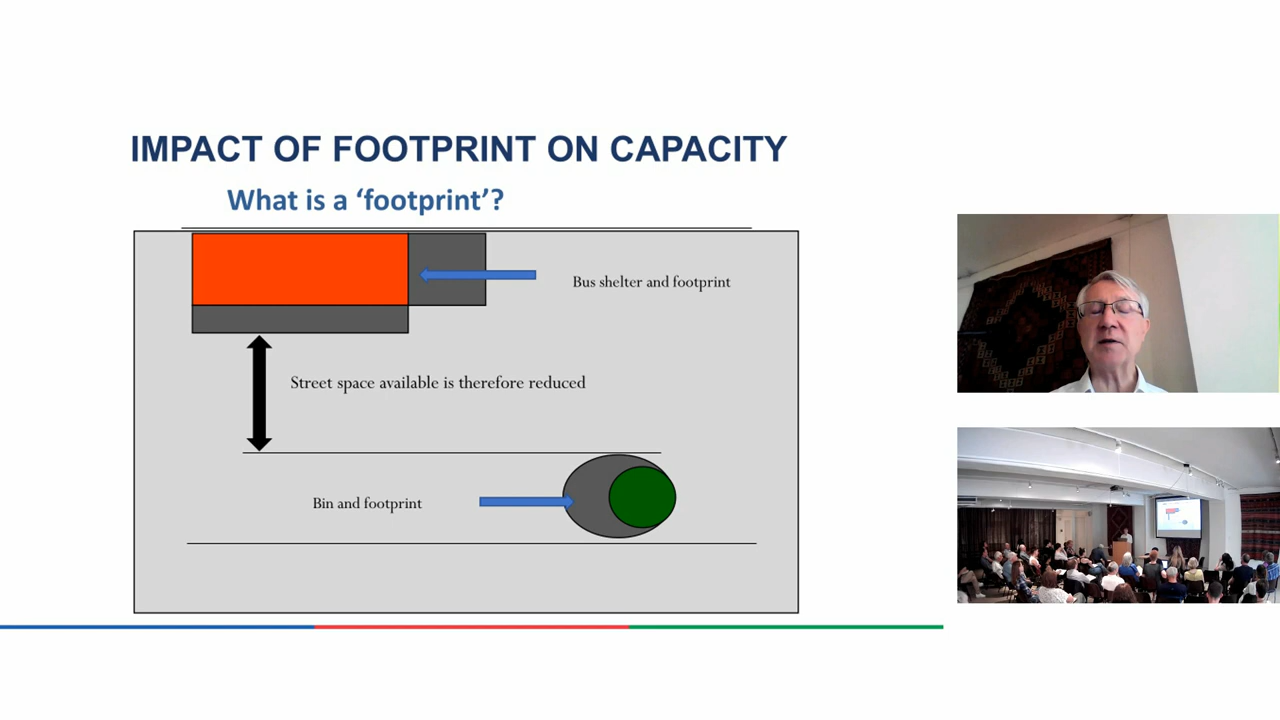 IMPACT OF FOOTPRINT ON CAPACITY
What is a ‘footprint’?
Bus shelter and footprint
Street space available is therefore reduced
Bin and footprint